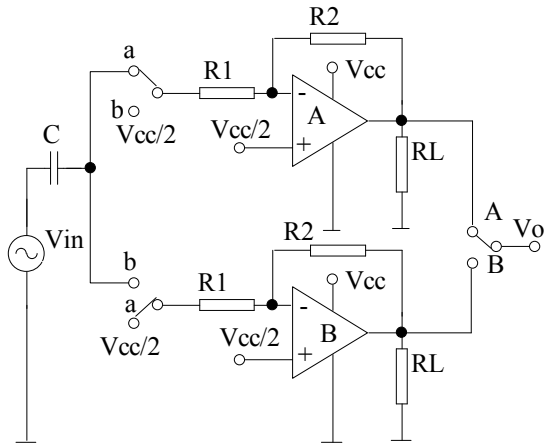 R2
a
R1
Vcc
-
A
b
Vcc/2
Vcc/2
+
C
RL
A
Vo
B
Vin
R2
b
R1
Vcc
a
-
B
Vcc/2
Vcc/2
+
RL